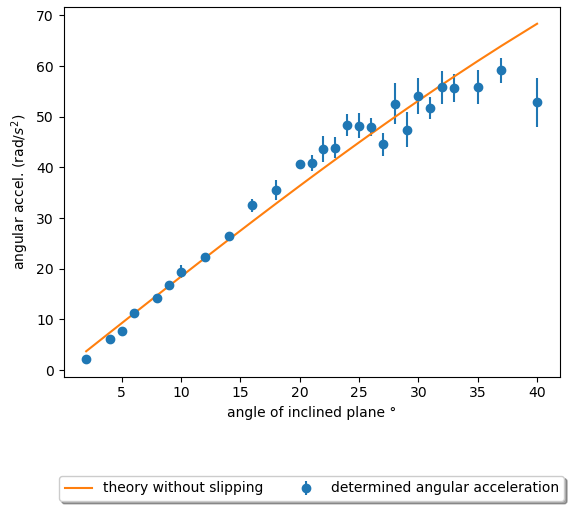 70
60
50
40
30
20
10
0
angular accel. (rad/s²)
5 10 15 20 25 30 35 40
angle of inclined plane °
theory without slipping determined angular acceleration